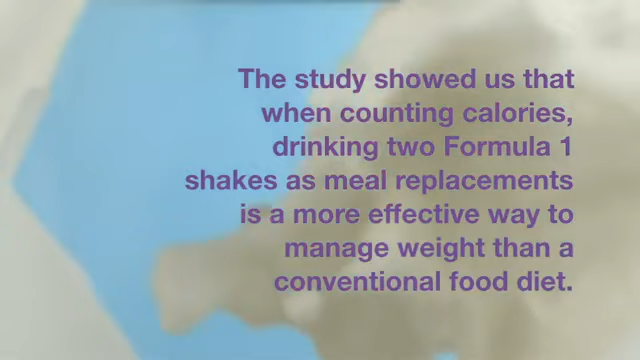 The study showed us that
when counting calories,
drinking two Formula 1
shakes as meal replacements
is a more effective way to
manage weight than a
conventional food diet.